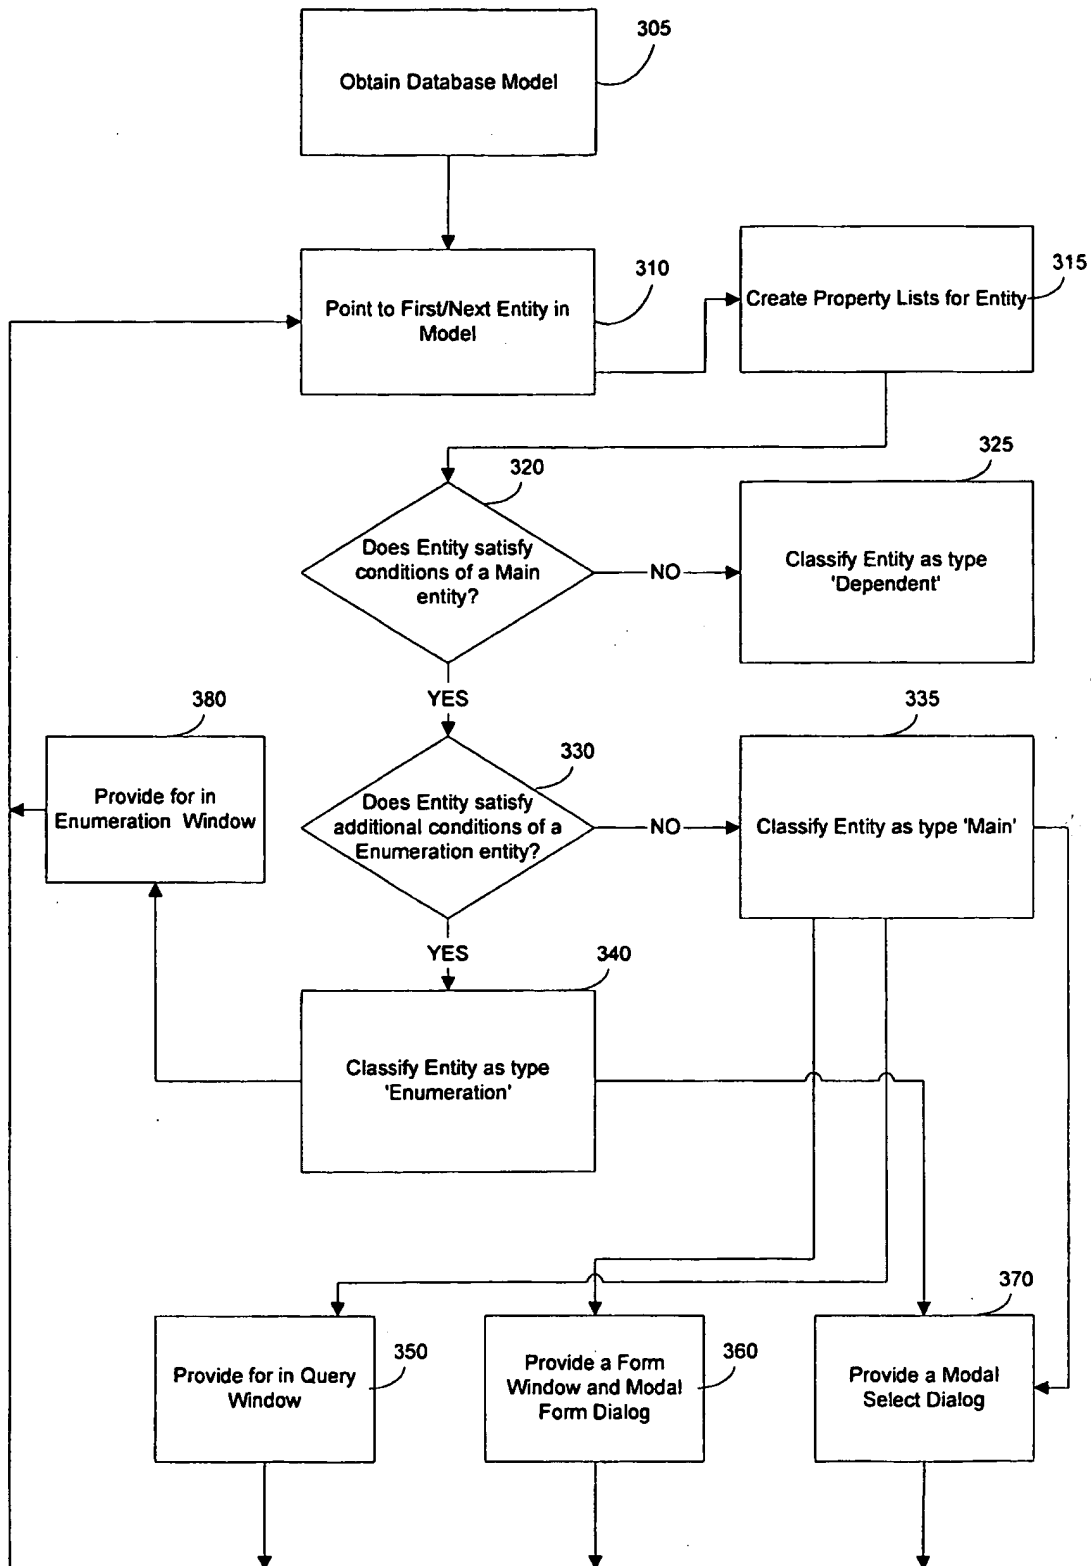 305
Obtain Database Model
310
Point to First/Next Entity in
Model
315
Create Property Lists for Entity
320
Does Entity satisfy
conditions of a Main
entity?
NO
325
Classify Entity as type
'Dependent'
YES
380
Provide for in
Enumeration Window
330
Does Entity satisfy
additional conditions of a
Enumeration entity?
NO
335
Classify Entity as type 'Main'
YES
340
Classify Entity as type
'Enumeration'
350
Provide for in Query
Window
360
Provide a Form
Window and Modal
Form Dialog
370
Provide a Modal
Select Dialog